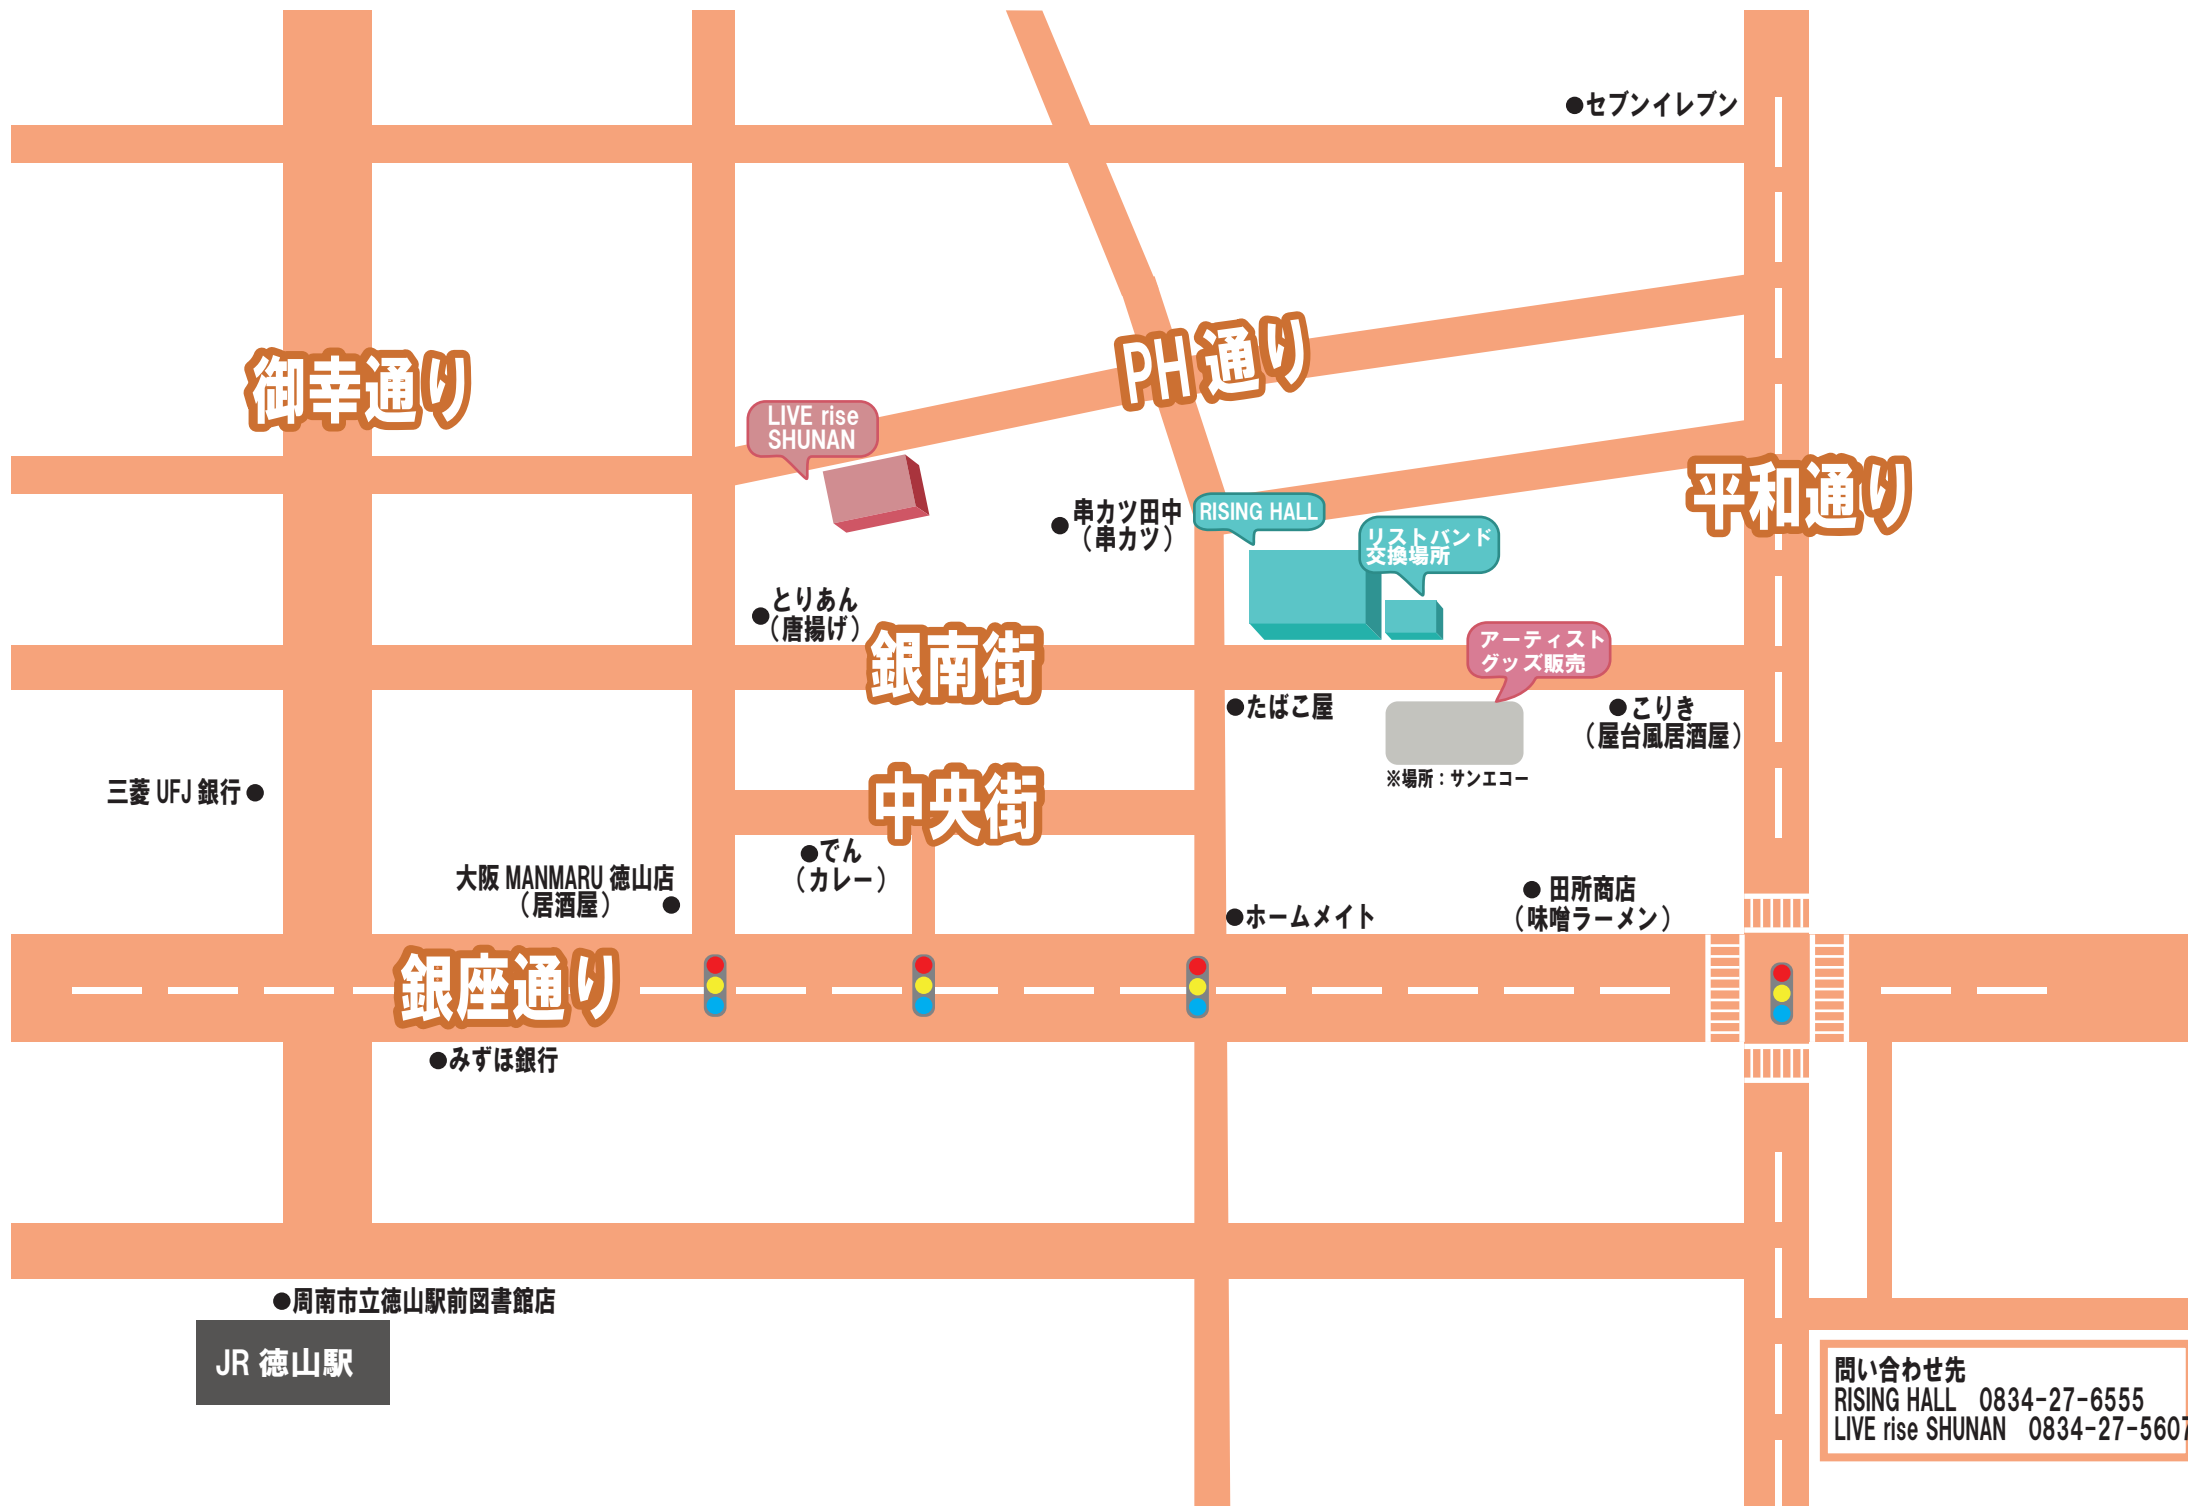 セブンイレブン
PH通り
御幸通り
LIVE rise
SHUNAN
平和通り
串カツ田中
（串カツ）
RISING HALL
リストバンド
交換場所
とりあん
（唐揚げ）
銀南街
アーティスト
グッズ販売
たばこ屋
こりき
（屋台風居酒屋）
※場所：サンエコー
三菱 UFJ 銀行
中央街
でん
（カレー）
大阪 MANMARU 徳山店
（居酒屋）
田所商店
（味噌ラーメン）
ホームメイト
銀座通り
みずほ銀行
周南市立徳山駅前図書館店
JR 徳山駅
問い合わせ先
RISING HALL　0834-27-6555
LIVE rise SHUNAN　0834-27-5607